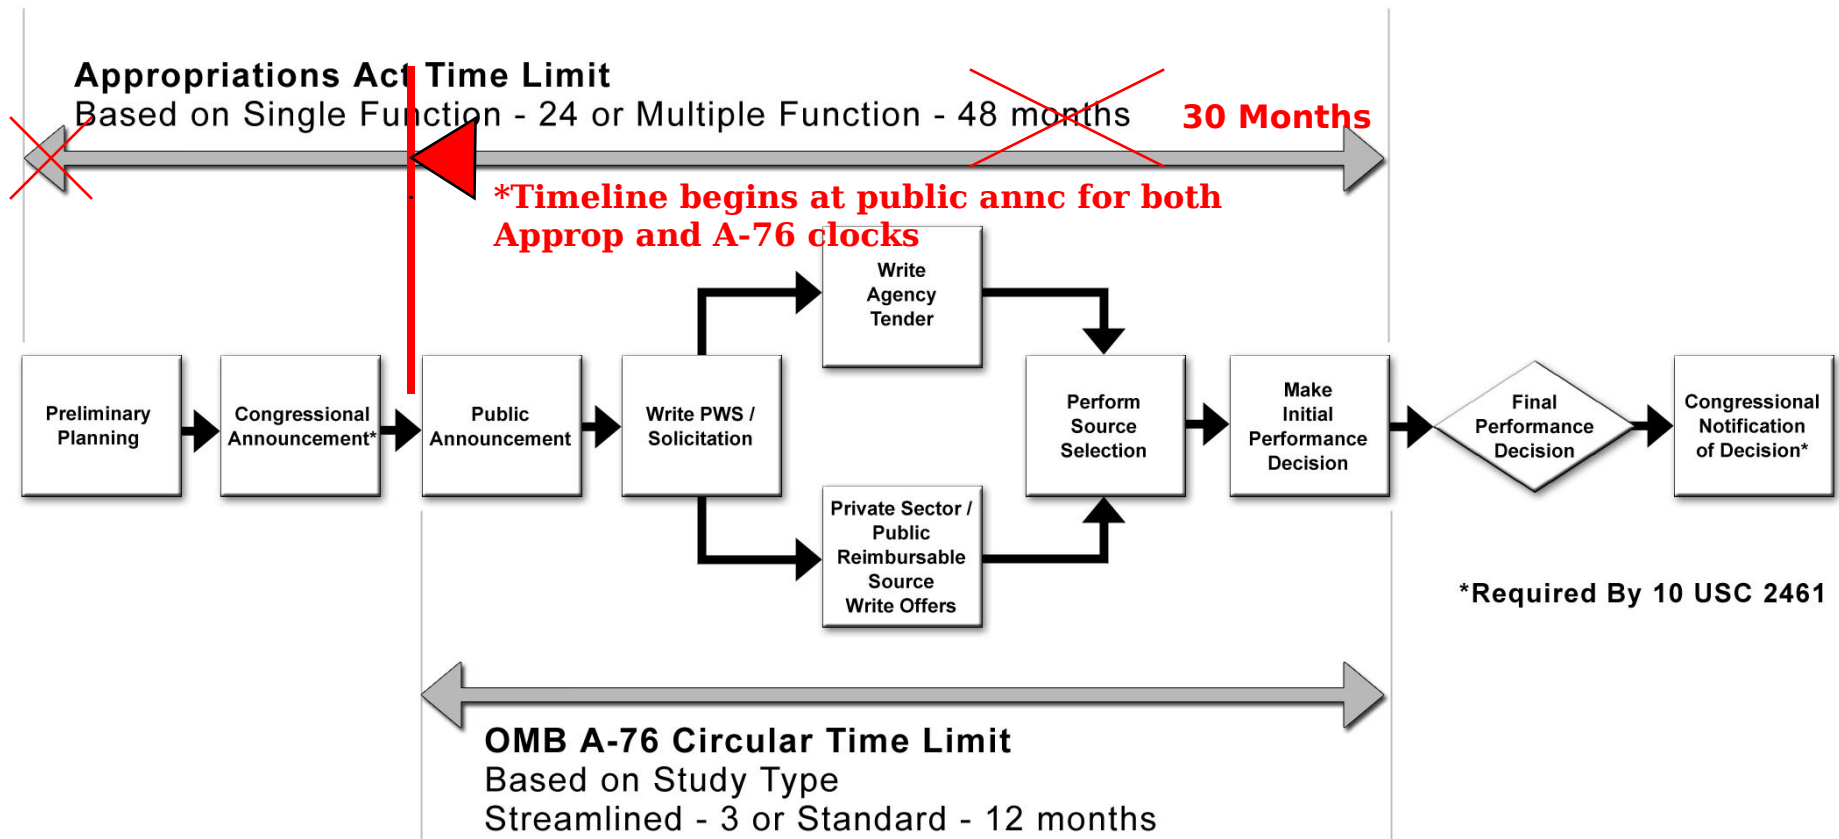 Appropriations Act Time Limit
Based on Single Function - 24 or Multiple Function - 48 months
30 Months
*Timeline begins at public annc for both
Approp and A-76 clocks
Preliminary
Planning
Congressional
Announcement*
Public
Announcement
Write PWS /
Solicitation
Write
Agency
Tender
Private Sector /
Public
Reimbursable
Source
Write Offers
Perform
Source
Selection
Make
Initial
Performance
Decision
Final
Performance
Decision
Congressional
Notification
of Decision*
*Required By 10 USC 2461
OMB A-76 Circular Time Limit
Based on Study Type
Streamlined - 3 or Standard - 12 months